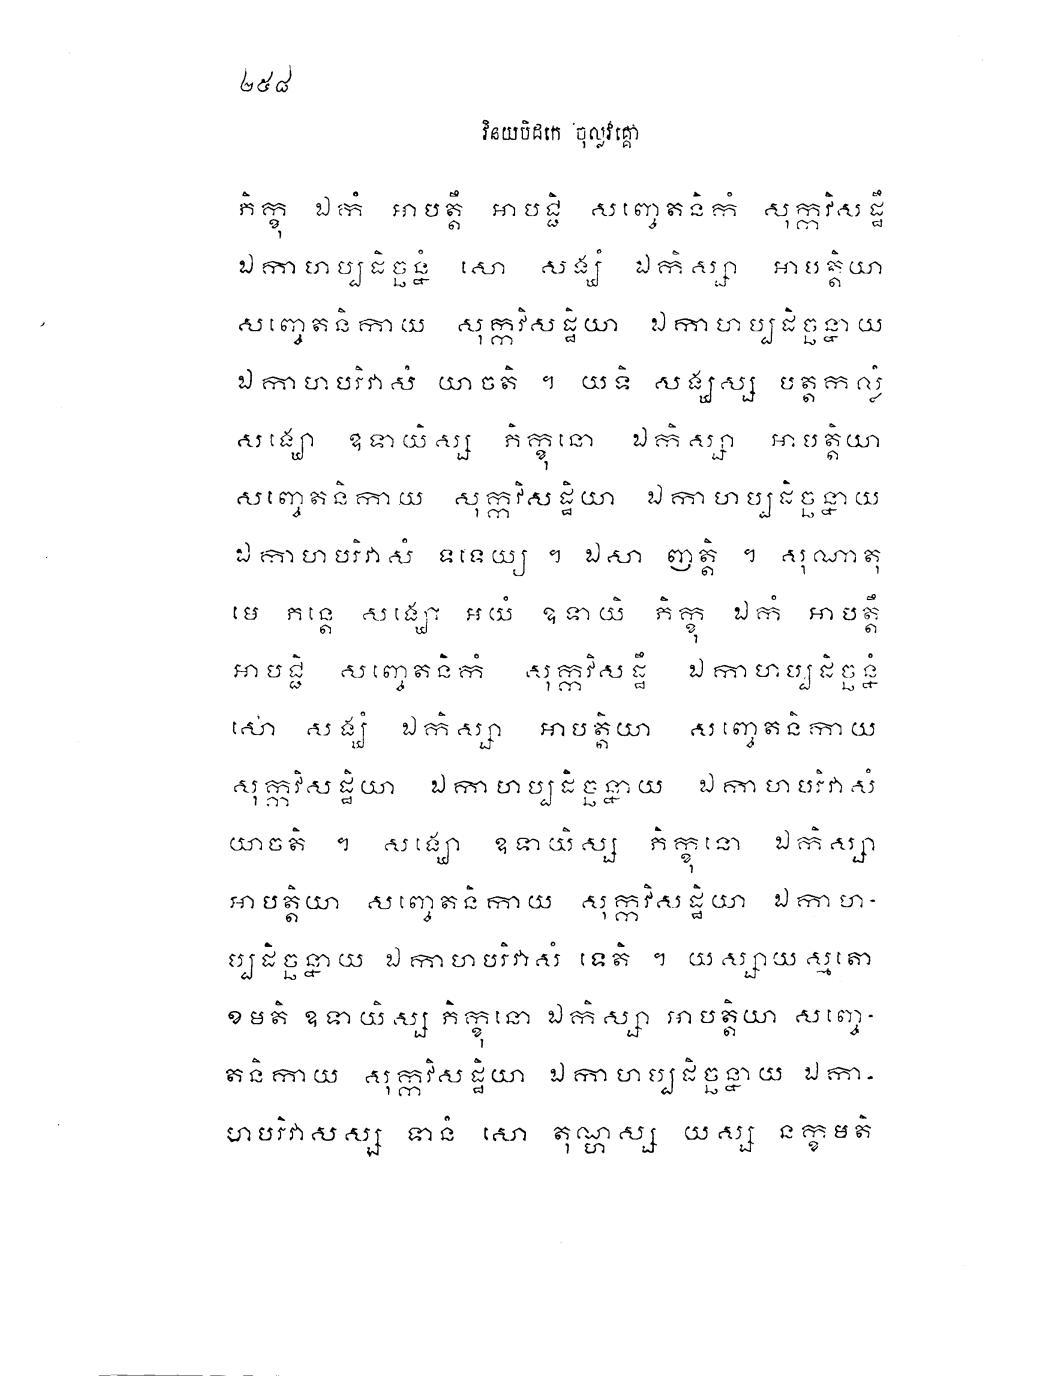 ២៥៨
វិនយបិដកេ ចុល្លវគ្គោ
ភិក្ខុ ឯកំ អាបត្តឹ អាបជ្ជិ សញ្ចេតនិកំ សុក្កវិសដ្ឋឹ
ឯកាហប្បដិច្ឆន្នំ សោ សង្ឃំ ឯកិស្សា អាបត្តិយា
សញ្ចេតនិកាយ សុក្កវិសដ្ឋិយា ឯកាហប្បដិច្ឆន្នាយ
ឯកាហបរិវាសំ យាចតិ ។ យទិ សង្ឃស្ស បត្តកល្លំ
សង្ឃោ ឧទាយិស្ស ភិក្ខុនោ ឯកិស្សា អាបត្តិយា
សញ្ចេតនិកាយ សុក្កវិសដ្ឋិយា ឯកាហប្បដិច្ឆន្នាយ
ឯកាហបរិវាសំ ទទេយ្យ ។ ឯសា ញត្តិ ។ សុណាតុ
មេ ភន្តេ សង្ឃោ អយំ ឧទាយិ ភិក្ខុ ឯកំ អាបត្តឹ
អាបជ្ជិ សញ្ចេតនិកំ សុក្កវិសដ្ឋឹ ឯកាហប្បដិច្ឆន្នំ
សោ សង្ឃំ ឯកិស្សា អាបត្តិយា សញ្ចេតនិកាយ
សុក្កវិសដ្ឋិយា ឯកាហប្បដិច្ឆន្នាយ ឯកាហបរិវាសំ
យាចតិ ។ សង្ឃោ ឧទាយិស្ស ភិក្ខុនោ ឯកិស្សា
អាបត្តិយា សញ្ចេតនិកាយ សុក្កវិសដ្ឋិយា ឯកាហ-
ប្បដិច្ឆន្នាយ ឯកាហបរិវាសំ ទេតិ ។ យស្សាយស្មតោ
ខមតិ ឧទាយិស្ស ភិក្ខុនោ ឯកិស្សា អាបត្តិយា សញ្ចេ-
តនិកាយ សុក្កវិសដ្ឋិយា ឯកាហប្បដិច្ឆន្នាយ ឯកា-
ហបរិវាសស្ស ទានំ សោ តុណ្ហស្ស យស្ស នក្ខមតិ